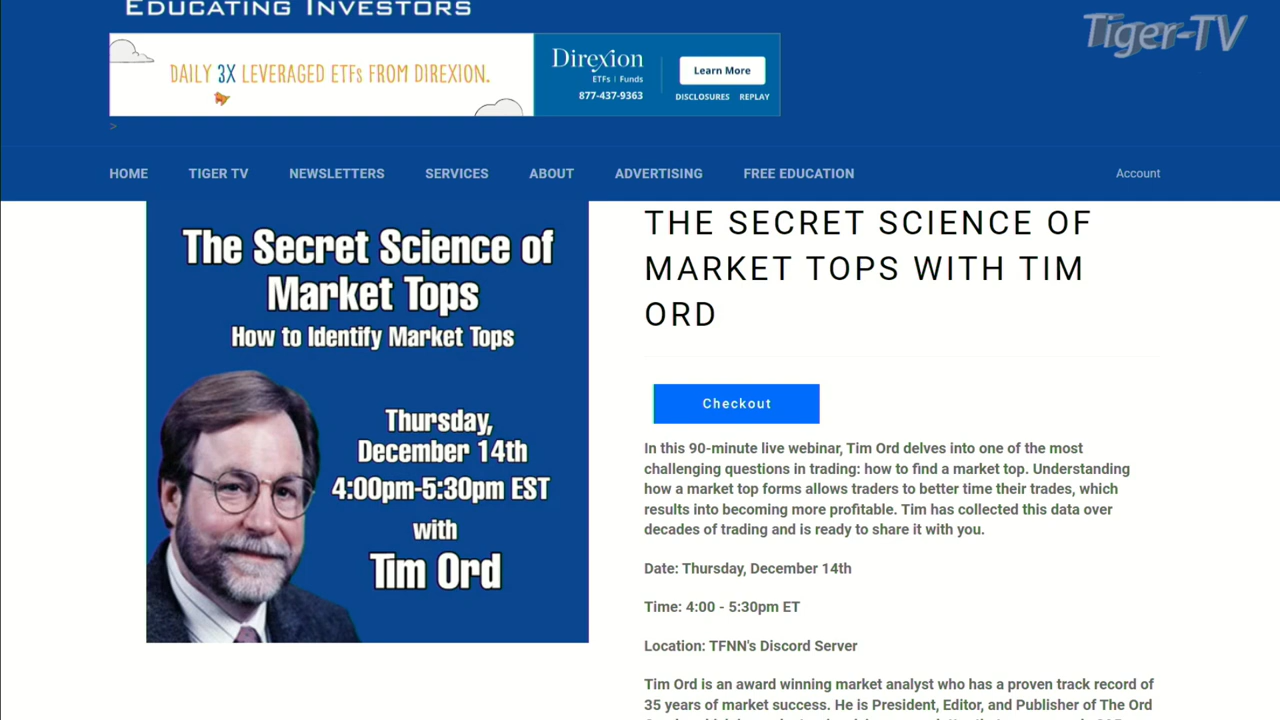 EDUCATING INVESTORS
Tiger-TV
DAILY 3X LEVERAGED ETFs FROM DIREXION.
Direxion
ETFs | Funds
877-437-9363
Learn More
DISCLOSURES REPLAY
>
HOME TIGER TV NEWSLETTERS SERVICES ABOUT ADVERTISING FREE EDUCATION Account
The Secret Science of
Market Tops
How to Identify Market Tops
Thursday,
December 14th
4:00pm-5:30pm EST
with
Tim Ord
THE SECRET SCIENCE OF
MARKET TOPS WITH TIM
ORD
Checkout
In this 90-minute live webinar, Tim Ord delves into one of the most
challenging questions in trading: how to find a market top. Understanding
how a market top forms allows traders to better time their trades, which
results into becoming more profitable. Tim has collected this data over
decades of trading and is ready to share it with you.
Date: Thursday, December 14th
Time: 4:00 - 5:30pm ET
Location: TFNN's Discord Server
Tim Ord is an award winning market analyst who has a proven track record of
35 years of market success. He is President, Editor, and Publisher of The Ord